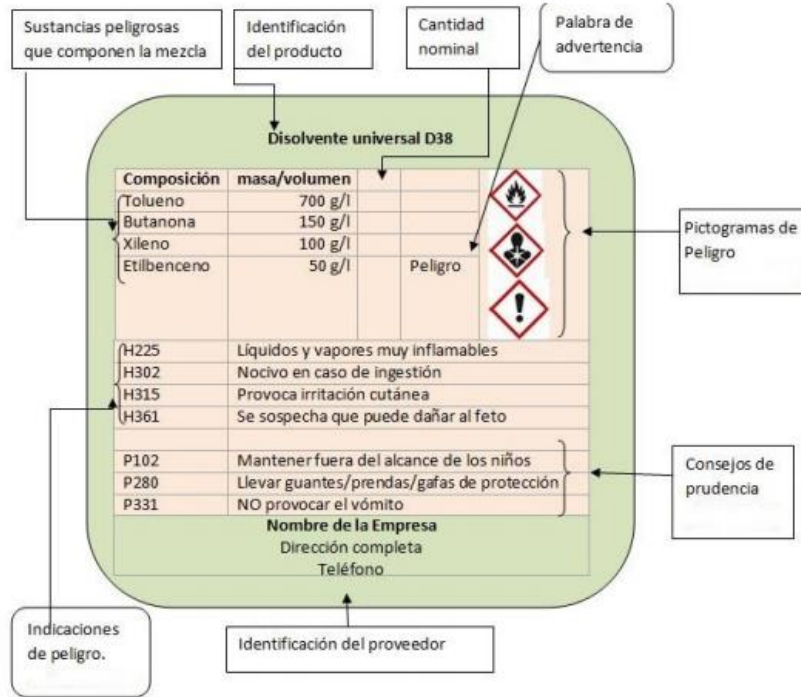 Sustancias peligrosas
que componen la mezcla
Identificación
del producto
Cantidad
nominal
Palabra de
advertencia
Disolvente universal D38
Composición masa/volumen
Tolueno 700 g/l
Butanona 150 g/l
Xileno 100 g/l
Etilbenceno 50 g/l Peligro
Pictogramas de
Peligro
H225 Líquidos y vapores muy inflamables
H302 Nocivo en caso de ingestión
H315 Provoca irritación cutánea
H361 Se sospecha que puede dañar al feto
P102 Mantener fuera del alcance de los niños
P280 Llevar guantes/prendas/gafas de protección
P331 NO provocar el vómito
Consejos de
prudencia
Nombre de la Empresa
Dirección completa
Teléfono
Indicaciones
de peligro.
Identificación del proveedor